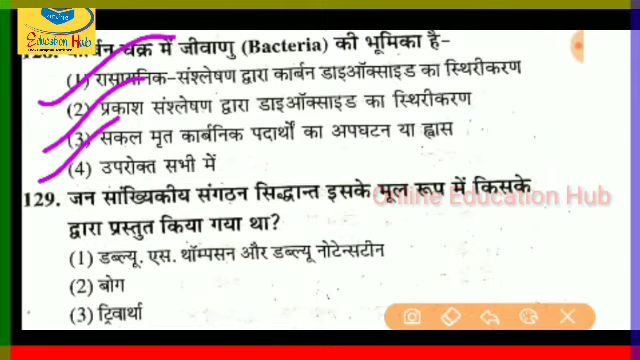 Education Hub
कार्बन चक्र में जीवाणु (Bacteria) की भूमिका है-
(1) रासायनिक-संश्लेषण द्वारा कार्बन डाइऑक्साइड का स्थिरीकरण
(2) प्रकाश संश्लेषण द्वारा डाइऑक्साइड का स्थिरीकरण
(3) सकल मृत कार्बनिक पदार्थों का अपघटन या ह्वास
(4) उपरोक्त सभी में
129. जन सांख्यिकीय संगठन सिद्धान्त इसके मूल रूप में किसके
Online Education Hub
द्वारा प्रस्तुत किया गया था?
(1) डब्ल्यू. एस. थॉम्पसन और डब्ल्यू नोटेन्सटीन
(2) बोग
(3) ट्रिवार्था